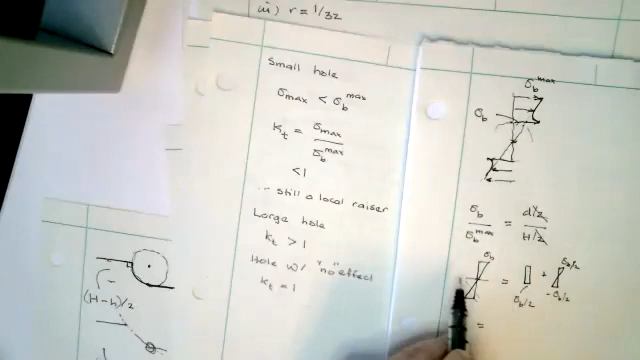 iii) r = 1/32
Small hole
σmax < σb^max
Kt = σmax / σb^max
< 1
still a local raiser
Large hole
Kt > 1
Hole w/ "no" effect
Kt = 1
σb^max
σb
σb / σb^max = d/2 / H/2
σb = + σb/2
σb/2 -σb/2
=
(H-h)/2